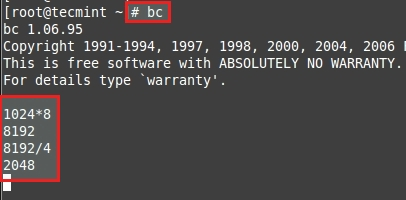 [root@tecmint ~ # bc
bc 1.06.95
Copyright 1991-1994, 1997, 1998, 2000, 2004, 2006
This is free software with ABSOLUTELY NO WARRANTY.
For details type `warranty'.
1024*8
8192
8192/4
2048